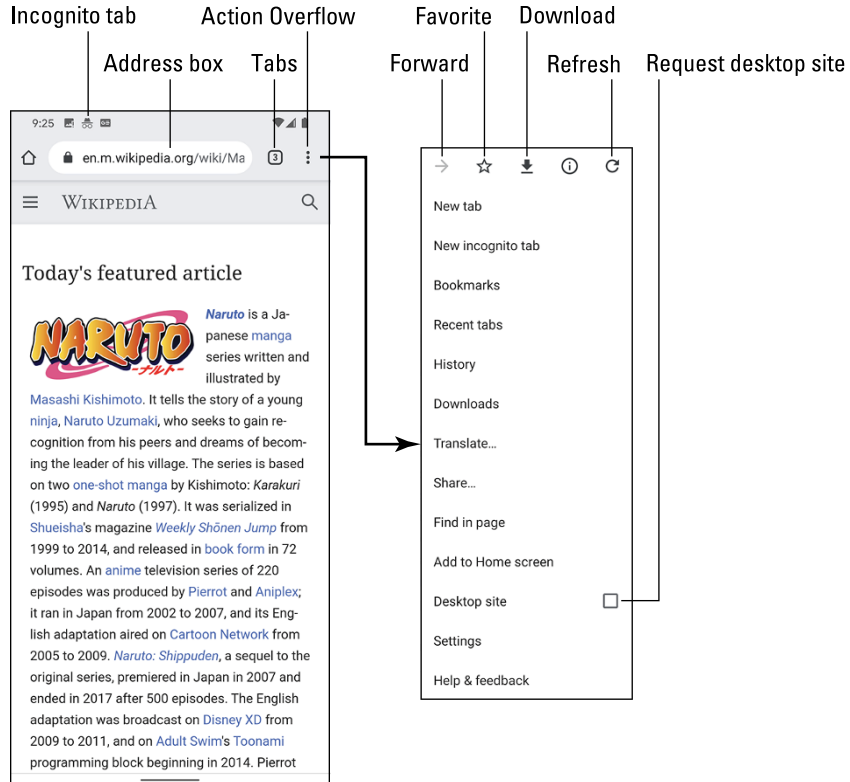 Incognito tab
Action Overflow
Favorite
Download
Address box
Tabs
Forward
Refresh
Request desktop site
9:25
en.m.wikipedia.org/wiki/Ma
3
WIKIPEDIA
Today's featured article
NARUTO
-ナルト-
Naruto is a Ja-
panese manga
series written and
illustrated by
Masashi Kishimoto. It tells the story of a young
ninja, Naruto Uzumaki, who seeks to gain re-
cognition from his peers and dreams of becom-
ing the leader of his village. The series is based
on two one-shot manga by Kishimoto: Karakuri
(1995) and Naruto (1997). It was serialized in
Shueisha's magazine Weekly Shōnen Jump from
1999 to 2014, and released in book form in 72
volumes. An anime television series of 220
episodes was produced by Pierrot and Aniplex;
it ran in Japan from 2002 to 2007, and its Eng-
lish adaptation aired on Cartoon Network from
2005 to 2009. Naruto: Shippuden, a sequel to the
original series, premiered in Japan in 2007 and
ended in 2017 after 500 episodes. The English
adaptation was broadcast on Disney XD from
2009 to 2011, and on Adult Swim's Toonami
programming block beginning in 2014. Pierrot
New tab
New incognito tab
Bookmarks
Recent tabs
History
Downloads
Translate...
Share...
Find in page
Add to Home screen
Desktop site
Settings
Help & feedback